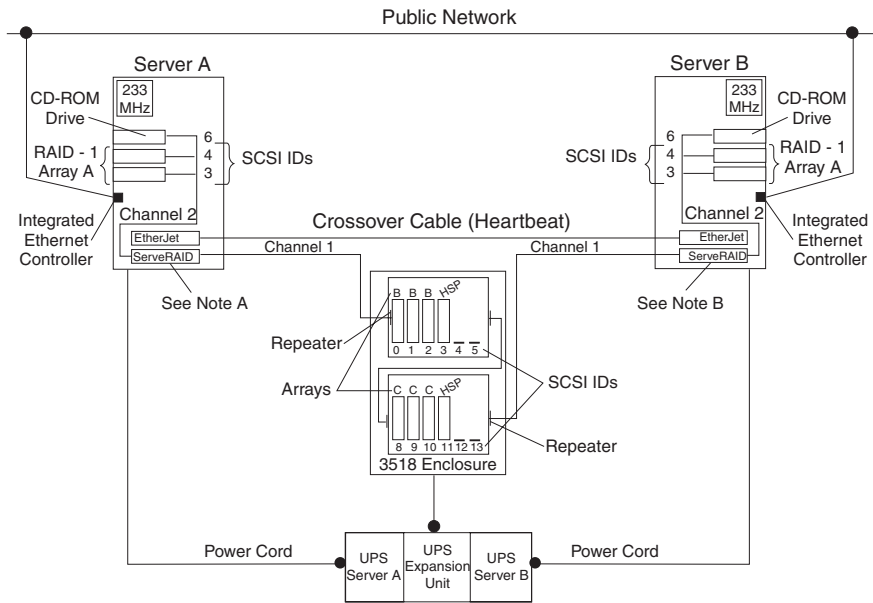 Public Network
Server A
Server B
233
MHz
233
MHz
CD-ROM
Drive
CD-ROM
Drive
RAID - 1
Array A
RAID - 1
Array A
6
4
3
SCSI IDs
SCSI IDs
6
4
3
Integrated
Ethernet
Controller
Integrated
Ethernet
Controller
Channel 2
Channel 2
Crossover Cable (Heartbeat)
EtherJet
EtherJet
Channel 1
Channel 1
ServeRAID
ServeRAID
See Note A
See Note B
B B B HSP
Repeater
0 1 2 3 4 5
Arrays
SCSI IDs
C C C HSP
Repeater
8 9 10 11 12 13
3518 Enclosure
Power Cord
Power Cord
UPS
Server A
UPS
Expansion
Unit
UPS
Server B